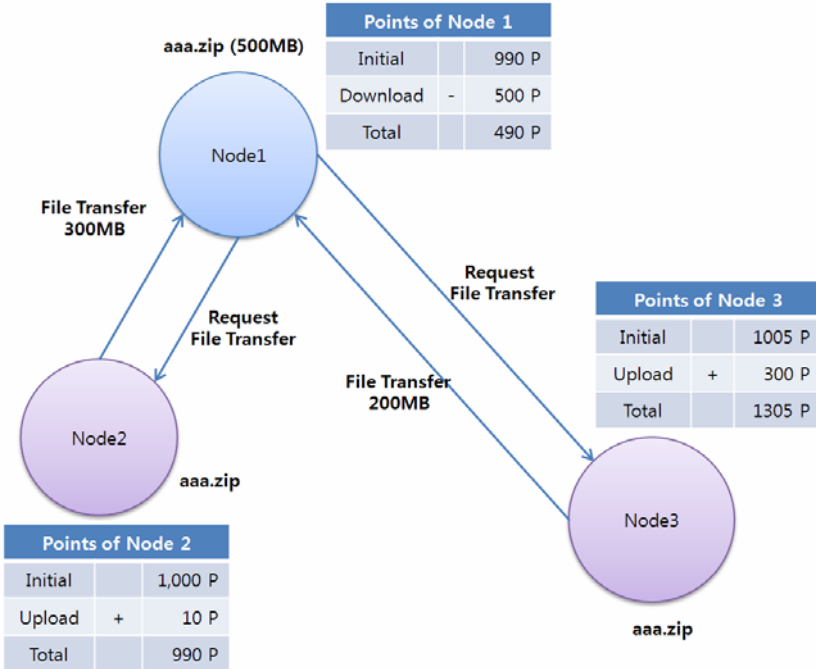 Points of Node 1
aaa.zip (500MB)
Initial 990 P
Download - 500 P
Total 490 P
Node1
File Transfer
300MB
Request
File Transfer
Request
File Transfer
Points of Node 3
Initial 1005 P
Upload + 300 P
Total 1305 P
File Transfer
200MB
Node2
aaa.zip
Node3
Points of Node 2
Initial 1,000 P
Upload + 10 P
Total 990 P
aaa.zip